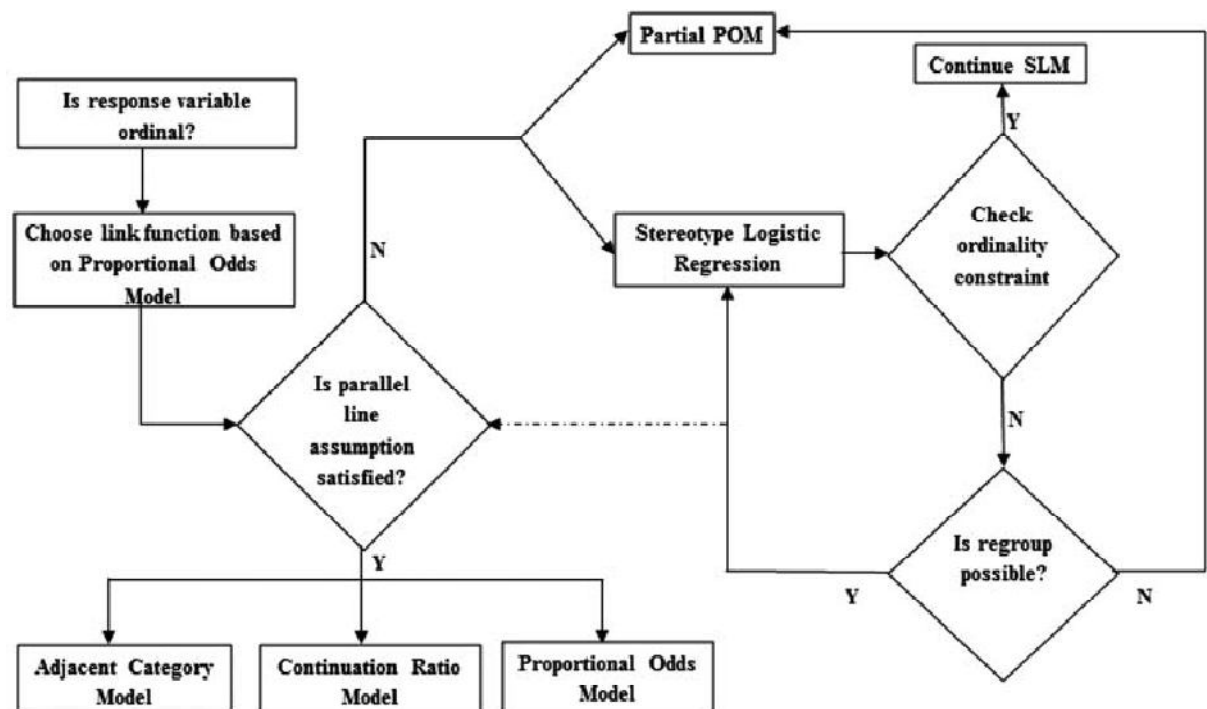 Partial POM
Continue SLM
Is response variable
ordinal?
Y
Choose link function based
on Proportional Odds
Model
N
Stereotype Logistic
Regression
Check
ordinality
constraint
Is parallel
line
assumption
satisfied?
N
Is regroup
possible?
Y
Y
N
Adjacent Category
Model
Continuation Ratio
Model
Proportional Odds
Model